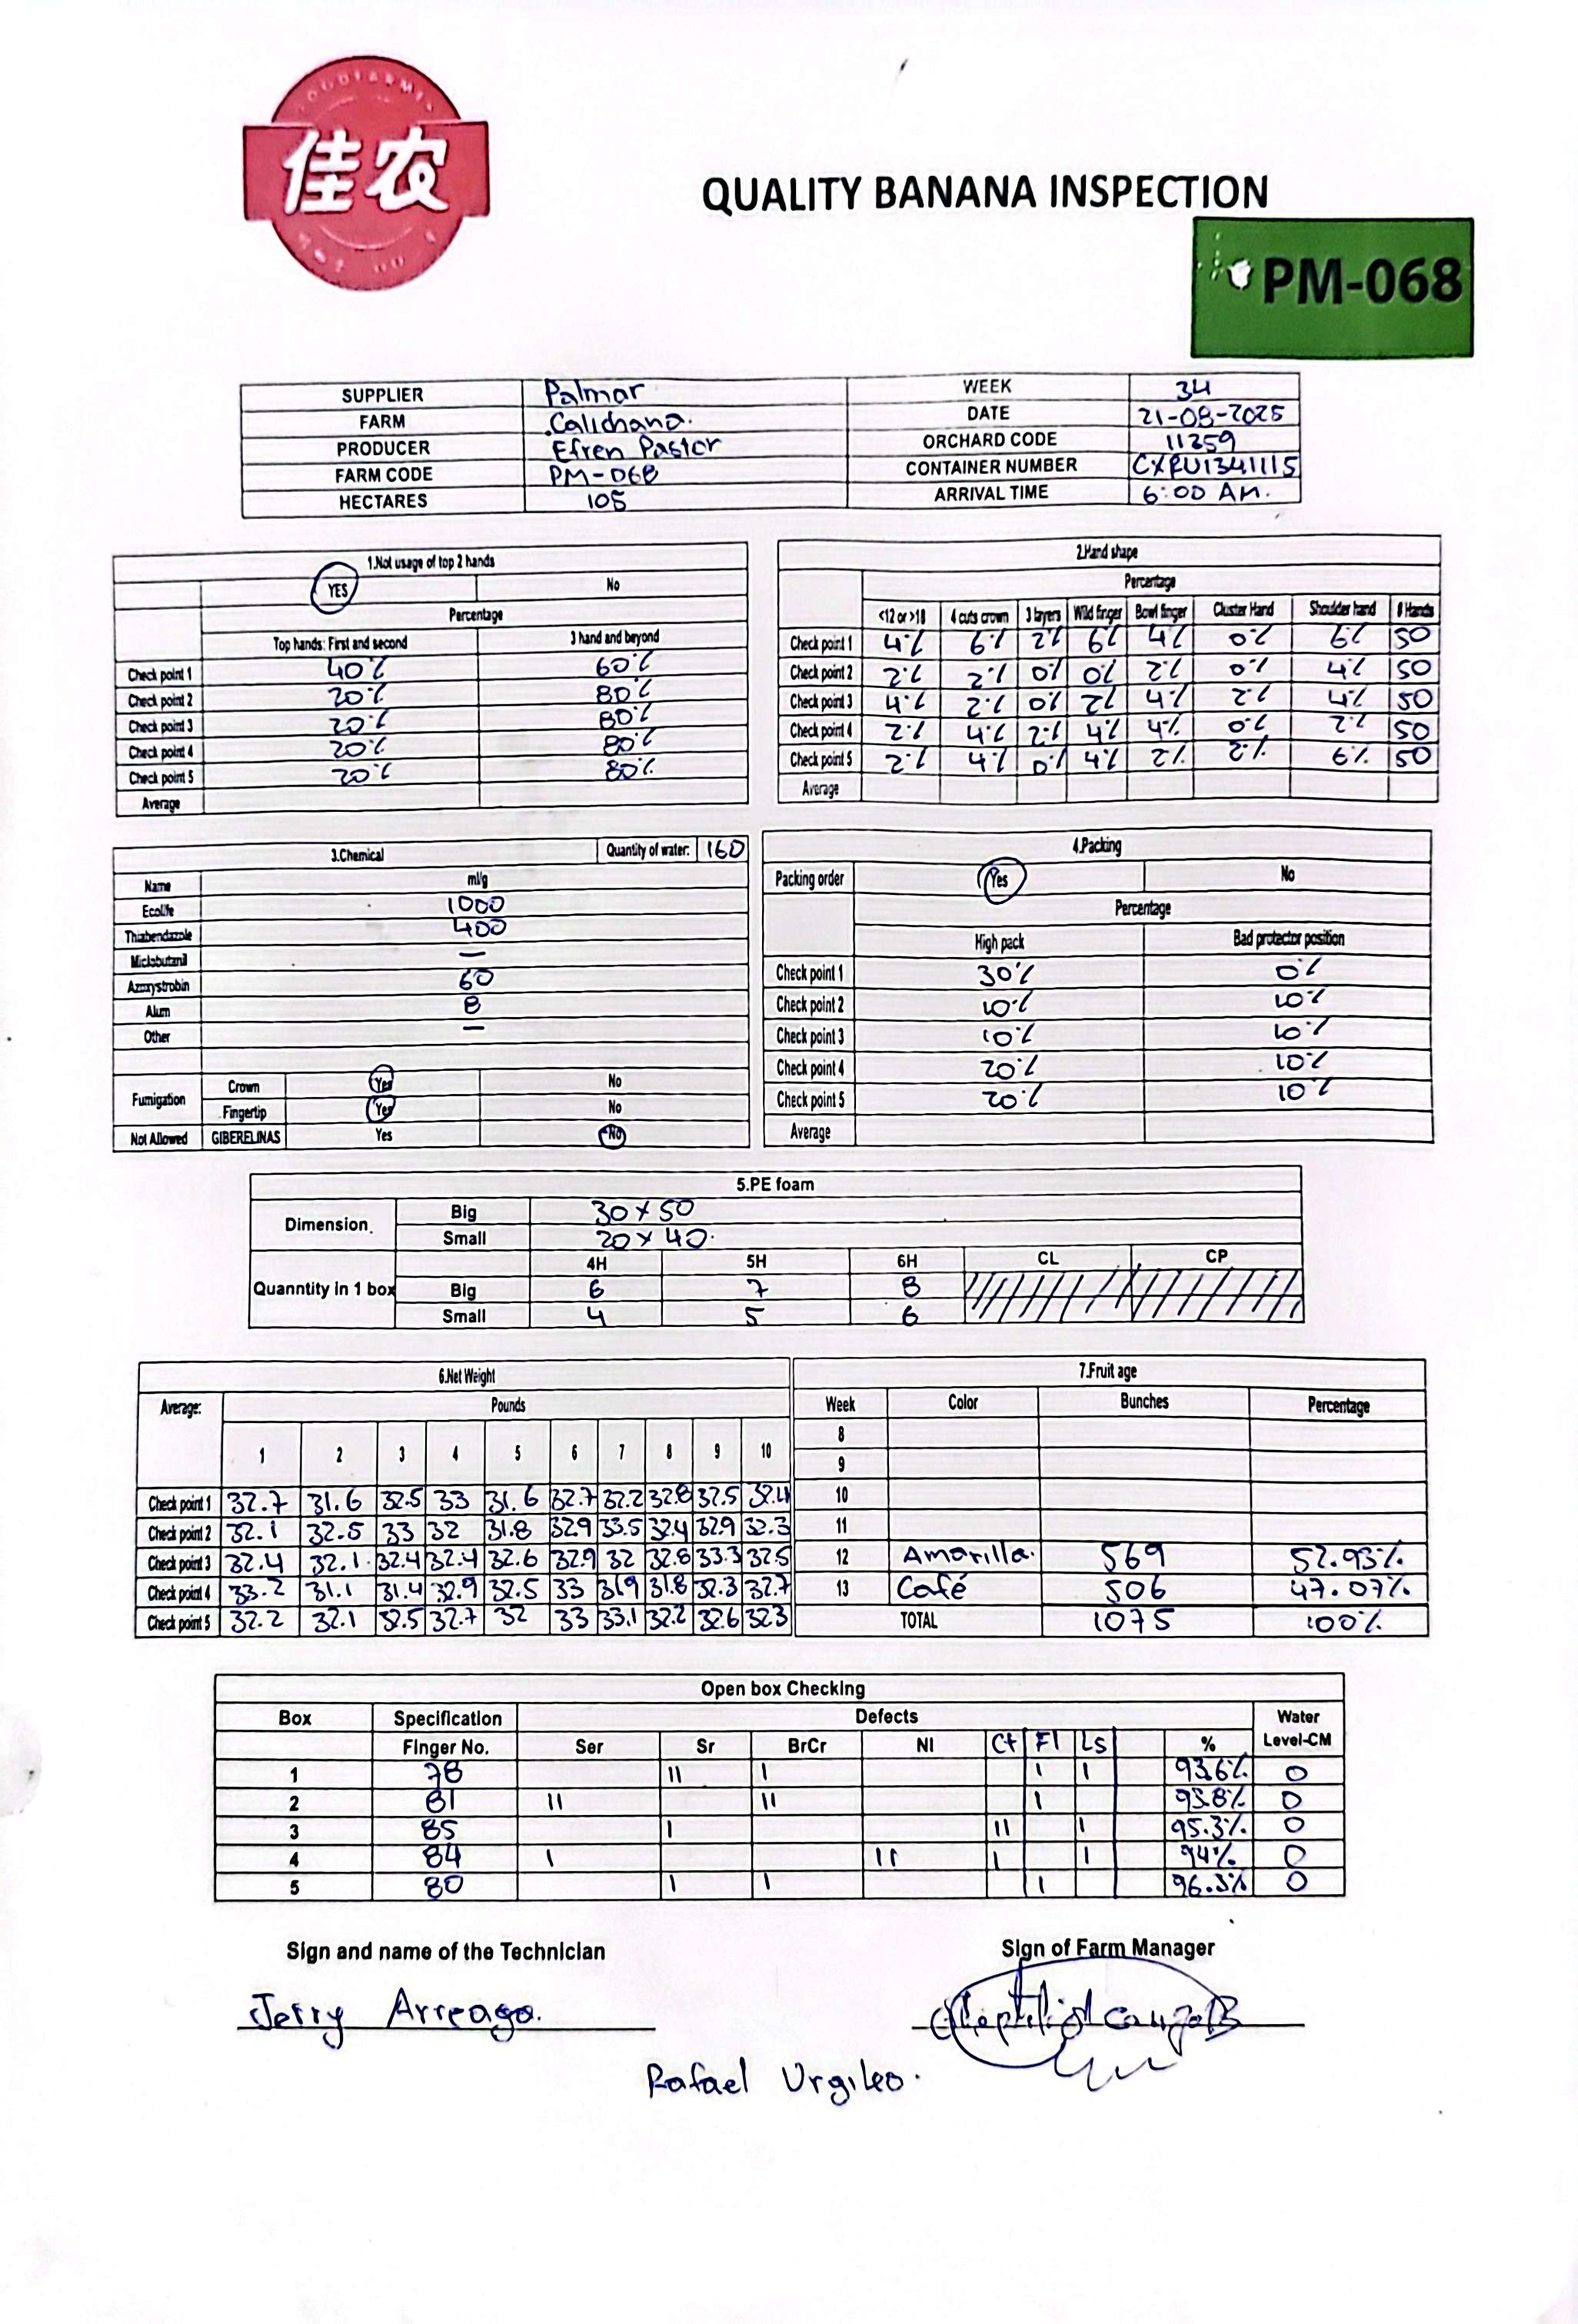 GOODFARMER
佳农
QUALITY BANANA INSPECTION
PM-068
SUPPLIER Palmar WEEK 34
FARM Calichana. DATE 21-08-2025
PRODUCER Efren Pastor ORCHARD CODE 11259
FARM CODE PM-068 CONTAINER NUMBER CXRU1341115
HECTARES 105 ARRIVAL TIME 6:00 AM.
1.Not usage of top 2 hands
YES No
Percentage
Top hands: First and second 3 hand and beyond
Check point 1 40% 60%
Check point 2 20% 80%
Check point 3 20% 80%
Check point 4 20% 80%
Check point 5 20% 80%
Average
2.Hand shape
Percentage
<12 or >18 4 cuts crown 3 layers Wild finger Bowl finger Cluster Hand Shoulder hand # Hands
Check point 1 4% 6% 2% 6% 4% 0% 6% 50
Check point 2 2% 2% 0% 0% 2% 0% 4% 50
Check point 3 4% 2% 0% 2% 4% 2% 4% 50
Check point 4 2% 4% 2% 4% 4% 0% 2% 50
Check point 5 2% 4% 0% 4% 2% 2% 6% 50
Average
3.Chemical Quantity of water: 160
Name ml/g
Ecolife 1000
Thiabendazole 400
Miclobutanil —
Azoxystrobin 60
Alum 8
Other —
Fumigation Crown Yes No
Fingertip Yes No
Not Allowed GIBERELINAS Yes No
4.Packing
Packing order Yes No
Percentage
High pack Bad protector position
Check point 1 30% 0%
Check point 2 10% 10%
Check point 3 10% 10%
Check point 4 20% 10%
Check point 5 20% 10%
Average
5.PE foam
Dimension. Big 30 x 50
Small 20 x 40.
4H 5H 6H CL CP
Quanntity in 1 box Big 6 7 8
Small 4 5 6
6.Net Weight
Average: Pounds
1 2 3 4 5 6 7 8 9 10
Check point 1 32.7 31.6 32.5 33 31.6 32.7 32.2 32.8 32.5 32.4
Check point 2 32.1 32.5 33 32 31.8 32.9 33.5 32.4 32.9 32.3
Check point 3 32.4 32.1 32.4 32.4 32.6 32.9 32 32.8 33.3 32.5
Check point 4 33.2 31.1 31.4 32.9 32.5 33 31.9 31.8 32.3 32.7
Check point 5 32.2 32.1 32.5 32.7 32 33 33.1 32.2 32.6 32.3
7.Fruit age
Week Color Bunches Percentage
8
9
10
11
12 Amarilla. 569 52.93%
13 Café 506 47.07%
TOTAL 1075 100%
Open box Checking
Box Specification Defects Water
Finger No. Ser Sr BrCr NI Ct Fl Ls % Level-CM
1 78 II I I I 93.6% 0
2 81 II II I 93.8% 0
3 85 I II I 95.3% 0
4 84 I II I I 94% 0
5 80 I I I 96.3% 0
Sign and name of the Technician Sign of Farm Manager
Jerry Arreaga.
Rafael Urgiles.